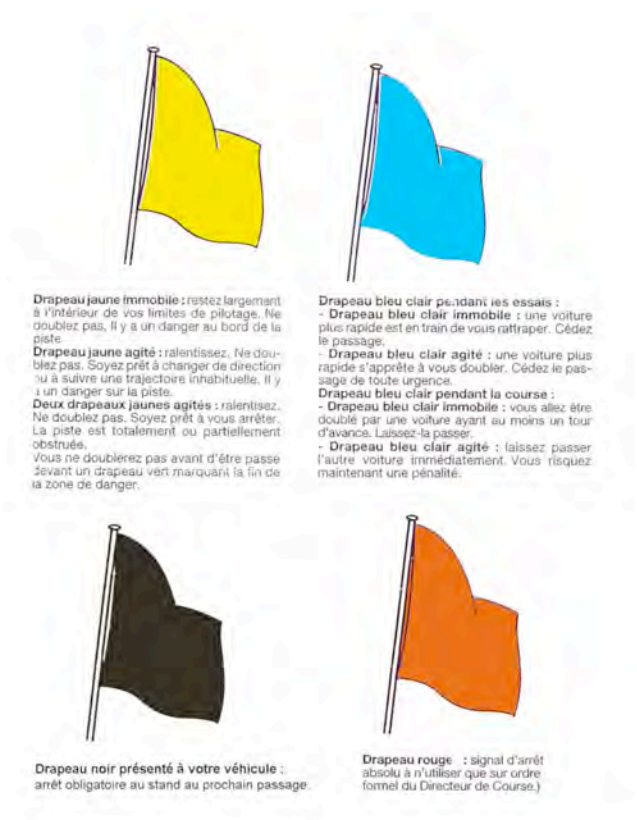 Drapeau jaune immobile : restez largement
à l'intérieur de vos limites de pilotage. Ne
doublez pas, Il y a un danger au bord de la
piste
Drapeau jaune agité : ralentissez. Ne dou-
blez pas. Soyez prêt à changer de direction
ou à suivre une trajectoire inhabituelle. Il y
a un danger sur la piste.
Deux drapeaux jaunes agités : ralentisez.
Ne doublez pas. Soyez prêt à vous arrêter.
La piste est totalement ou partiellement
obstruée.
Vous ne doublerez pas avant d'être passe
devant un drapeau vert marquant la fin de
la zone de danger.
Drapeau bleu clair pendant les essais :
- Drapeau bleu clair immobile : une voiture
plus rapide est en train de vous rattraper. Cédez
le passage.
- Drapeau bleu clair agité : une voiture plus
rapide s'apprête à vous doubler. Cédez le pas-
sage de toute urgence.
Drapeau bleu clair pendant la course :
- Drapeau bleu clair immobile : vous allez être
doublé par une voiture ayant au moins un tour
d'avance. Laissez-la passer.
- Drapeau bleu clair agité : laissez passer
l'autre voiture immédiatement. Vous risquez
maintenant une pénalité.
Drapeau noir présenté à votre véhicule :
arrêt obligatoire au stand au prochain passage.
Drapeau rouge : signal d'arrêt
absolu à n'utiliser que sur ordre
formel du Directeur de Course.)